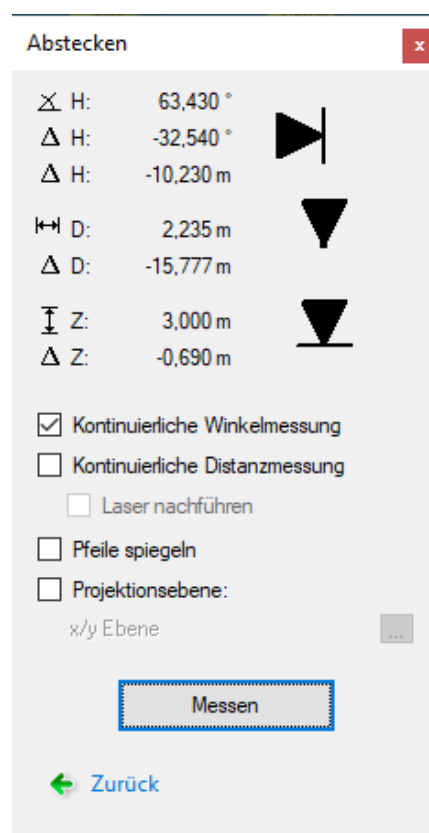 Abstecken
x
H: 63,430 °
Δ H: -32,540 °
Δ H: -10,230 m
D: 2,235 m
Δ D: -15,777 m
Z: 3,000 m
Δ Z: -0,690 m
Kontinuierliche Winkelmessung
Kontinuierliche Distanzmessung
Laser nachführen
Pfeile spiegeln
Projektionsebene:
x/y Ebene
...
Messen
Zurück